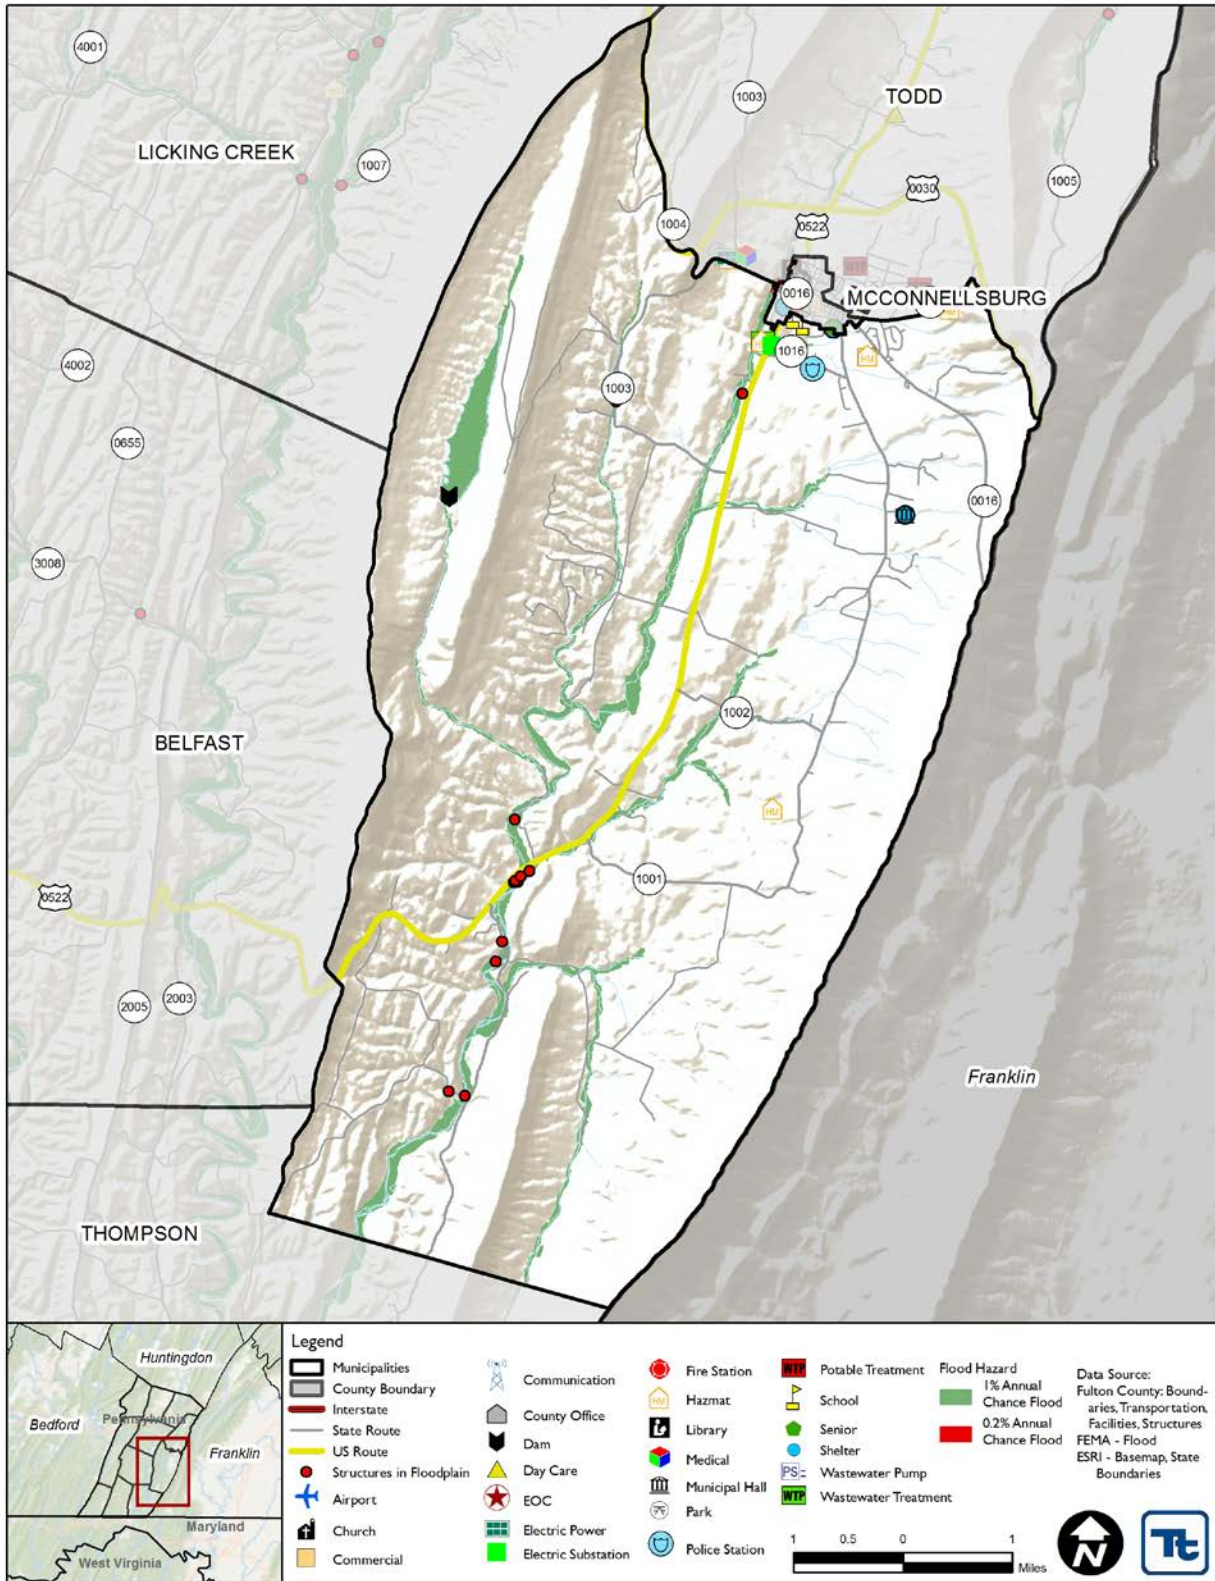 4001
1003
TODD
LICKING CREEK
1007
1005
0030
1004
0522
WTP
0016
MCCONNELLSBURG
1016
HM
4002
1003
0655
0016
3008
1002
BELFAST
HM
1001
0522
2005
2003
Franklin
THOMPSON
Huntingdon
Bedford
Pennsylvania
Franklin
Maryland
West Virginia
Legend
Municipalities
County Boundary
Interstate
State Route
US Route
Structures in Floodplain
Airport
Church
Commercial
Communication
County Office
Dam
Day Care
EOC
Electric Power
Electric Substation
Fire Station
HM Hazmat
Library
Medical
Municipal Hall
Park
Police Station
WTP Potable Treatment
School
Senior
Shelter
PS Wastewater Pump
WTP Wastewater Treatment
Flood Hazard
1% Annual
Chance Flood
0.2% Annual
Chance Flood
Data Source:
Fulton County: Bound-
aries, Transportation,
Facilities, Structures
FEMA - Flood
ESRI - Basemap, State
Boundaries
1 0.5 0 1
Miles
N
Tt